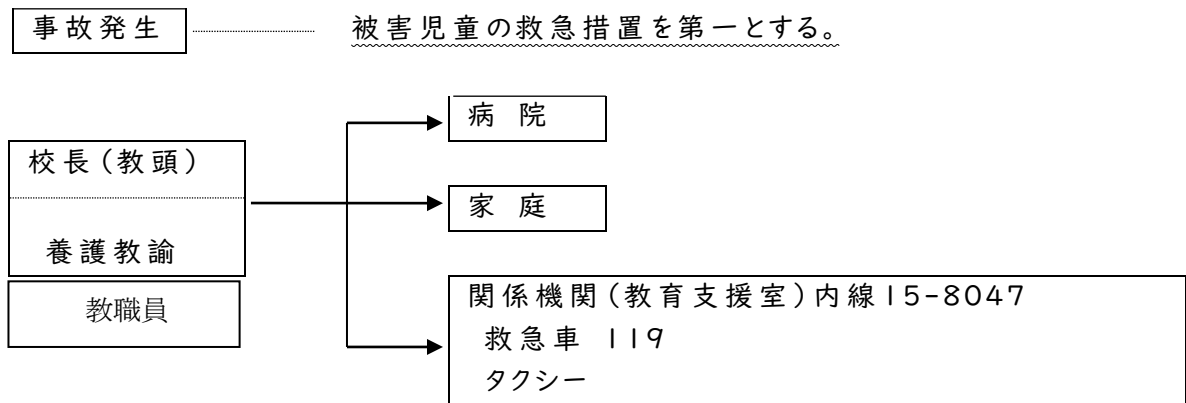 事故発生
被害児童の救急措置を第一とする。
病 院
校長(教頭)
家 庭
養護教諭
教職員
関係機関(教育支援室)内線15-8047
救急車 119
タクシー